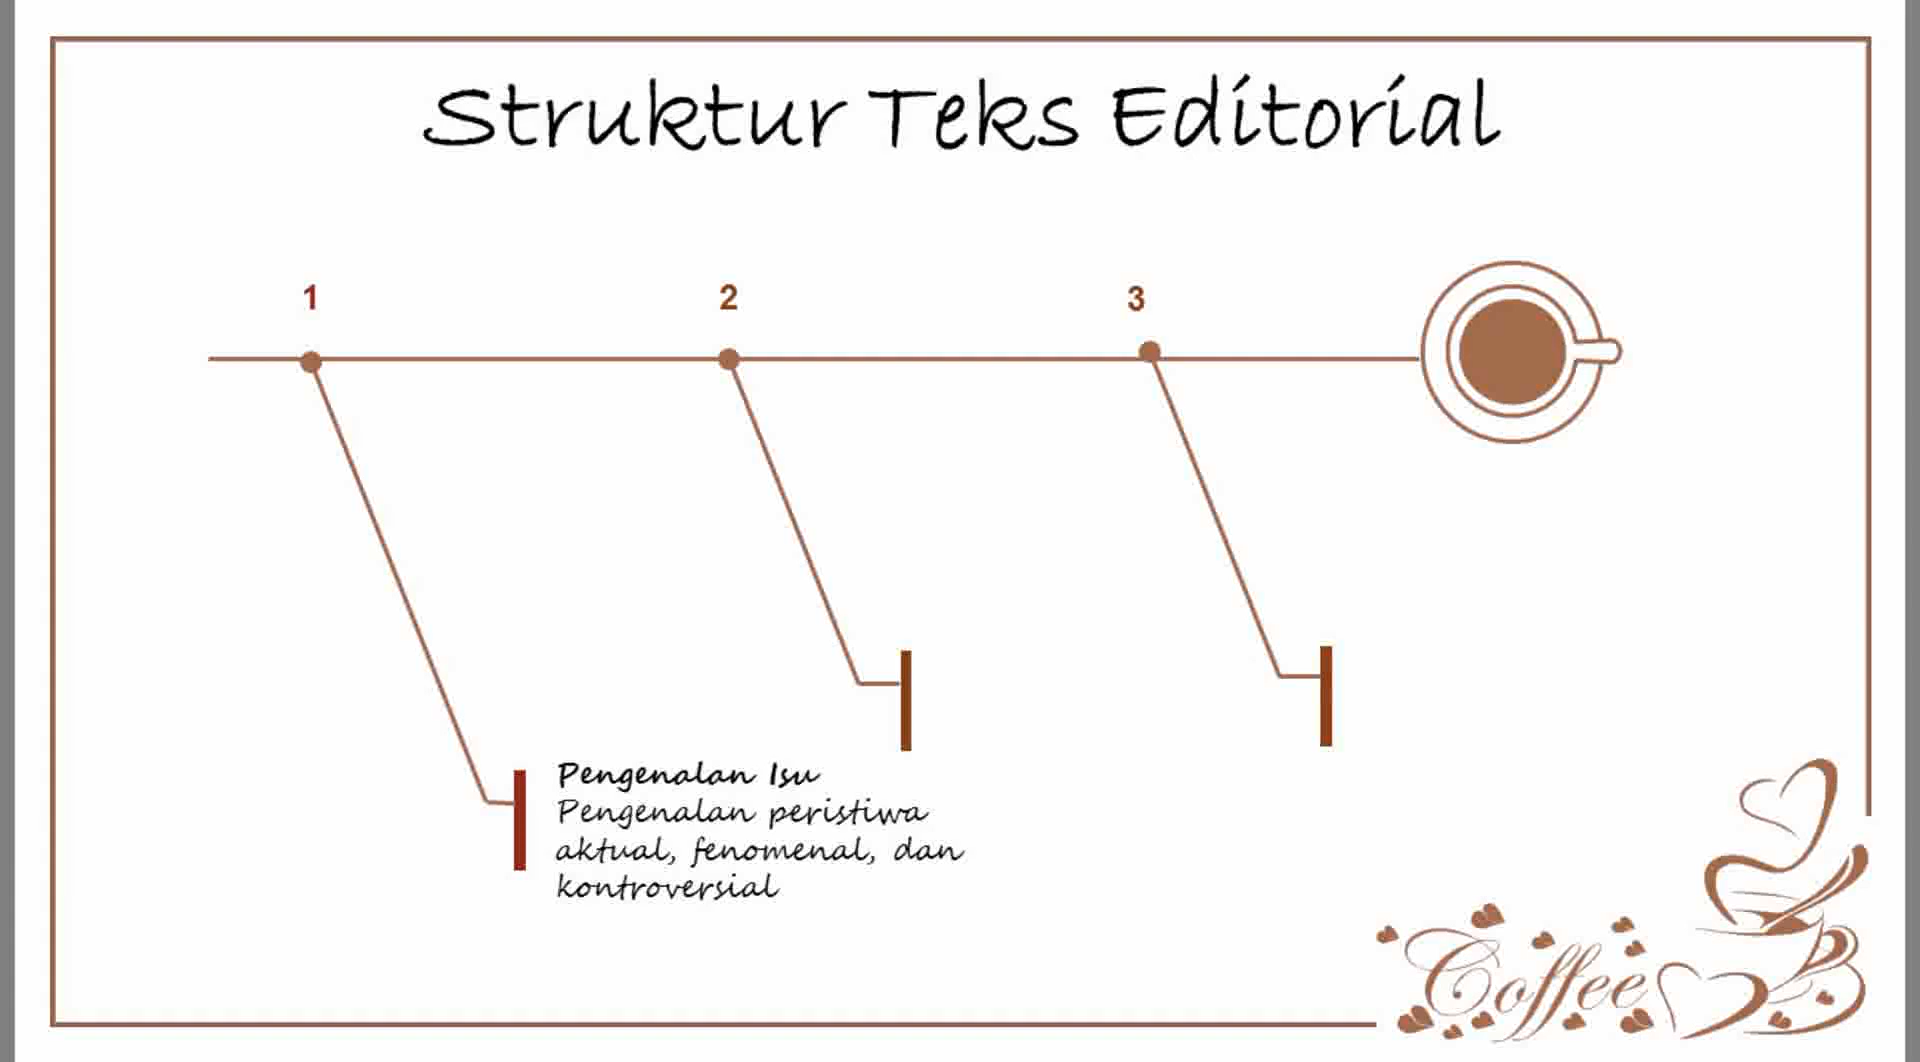 Struktur Teks Editorial
1
2
3
Pengenalan Isu
Pengenalan peristiwa
aktual, fenomenal, dan
kontroversial
Coffee